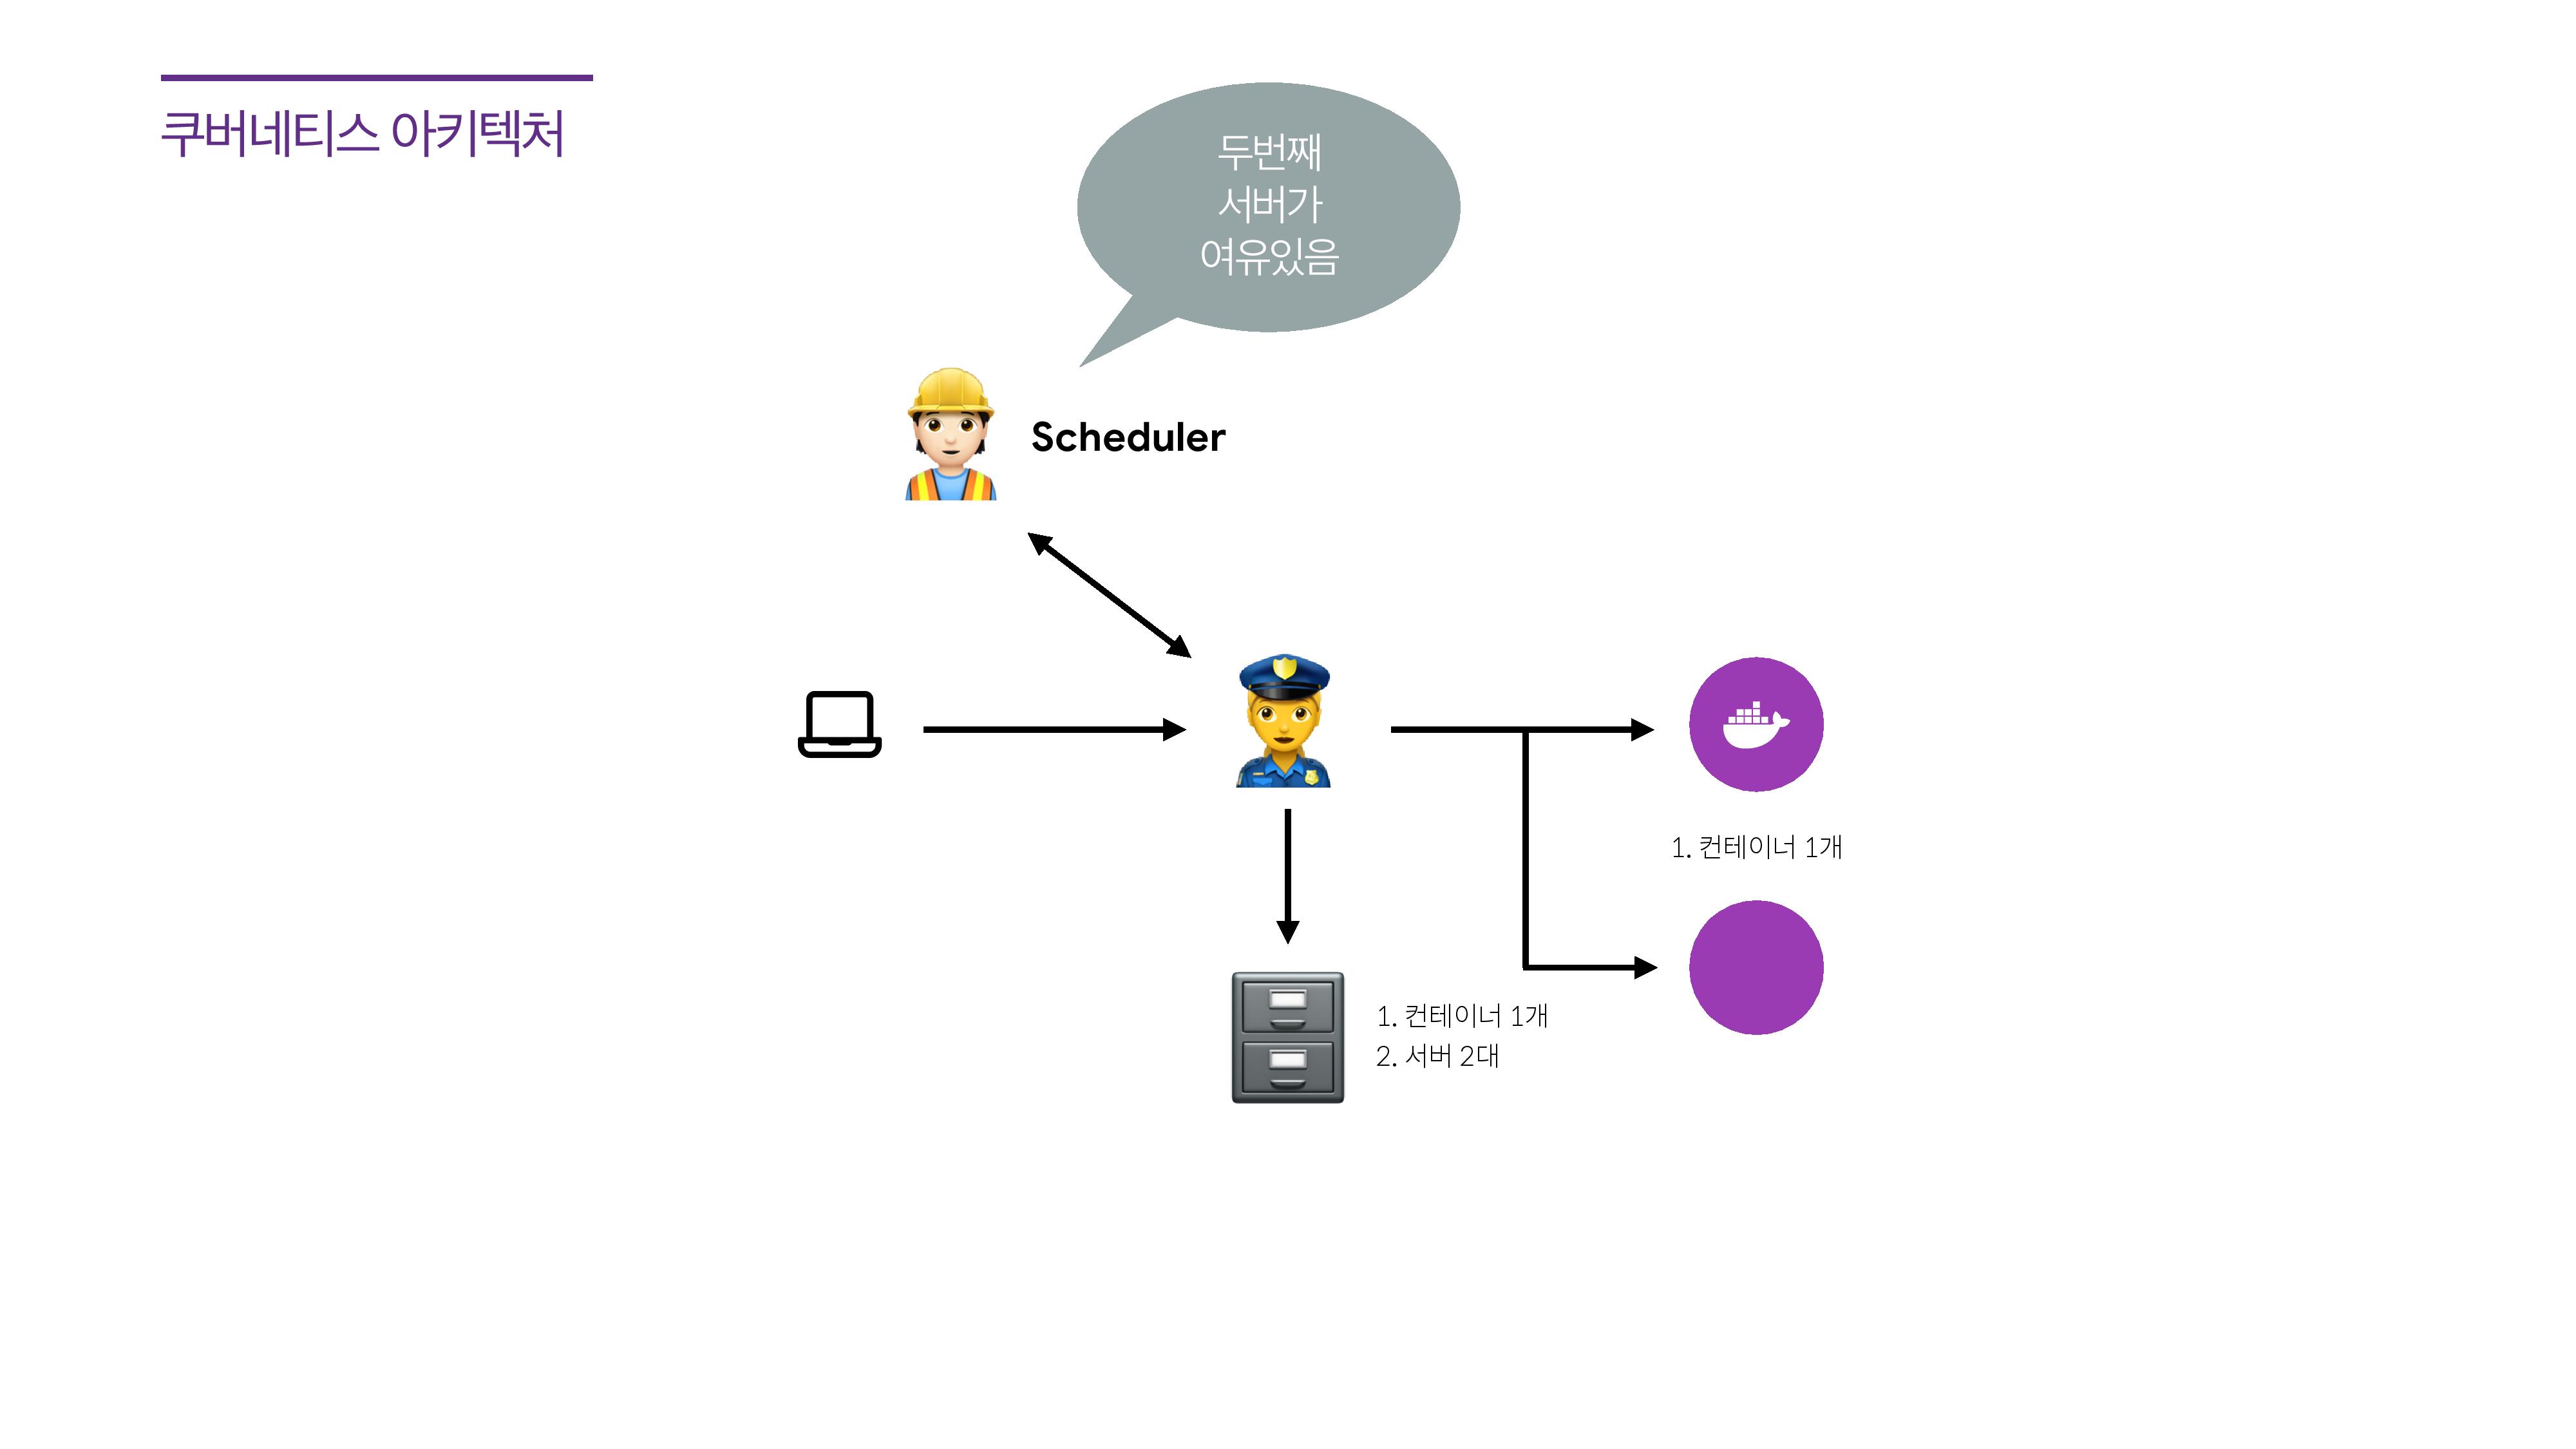 쿠버네티스 아키텍처
두번째
서버가
여유있음
Scheduler
1. 컨테이너 1개
1. 컨테이너 1개
2. 서버 2대